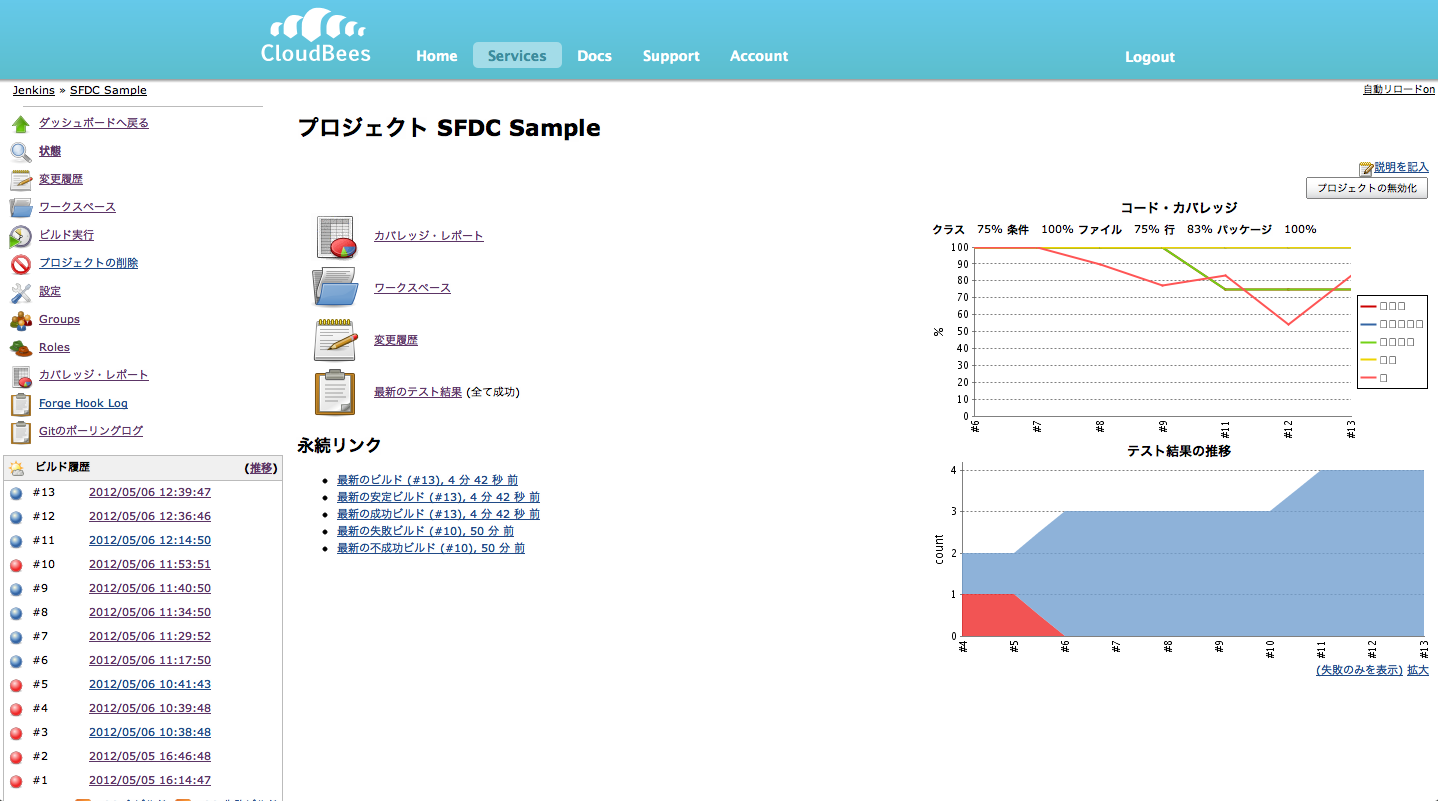 CloudBees
Home Services Docs Support Account Logout
Jenkins » SFDC Sample
自動リロードon
ダッシュボードへ戻る
状態
変更履歴
ワークスペース
ビルド実行
プロジェクトの削除
設定
Groups
Roles
カバレッジ・レポート
Forge Hook Log
Gitのポーリングログ
ビルド履歴 (推移)
#13 2012/05/06 12:39:47
#12 2012/05/06 12:36:46
#11 2012/05/06 12:14:50
#10 2012/05/06 11:53:51
#9 2012/05/06 11:40:50
#8 2012/05/06 11:34:50
#7 2012/05/06 11:29:52
#6 2012/05/06 11:17:50
#5 2012/05/06 10:41:43
#4 2012/05/06 10:39:48
#3 2012/05/06 10:38:48
#2 2012/05/05 16:46:48
#1 2012/05/05 16:14:47
プロジェクト SFDC Sample
カバレッジ・レポート
ワークスペース
変更履歴
最新のテスト結果 (全て成功)
永続リンク
最新のビルド (#13), 4 分 42 秒 前
最新の安定ビルド (#13), 4 分 42 秒 前
最新の成功ビルド (#13), 4 分 42 秒 前
最新の失敗ビルド (#10), 50 分 前
最新の不成功ビルド (#10), 50 分 前
説明を記入
プロジェクトの無効化
コード・カバレッジ
クラス 75% 条件 100% ファイル 75% 行 83% パッケージ 100%
100
90
80
70
60
50
40
30
20
10
0
%
#6 #7 #8 #9 #11 #12 #13
テスト結果の推移
4
3
2
1
0
count
#4 #5 #6 #7 #8 #9 #10 #11 #12 #13
(失敗のみを表示) 拡大